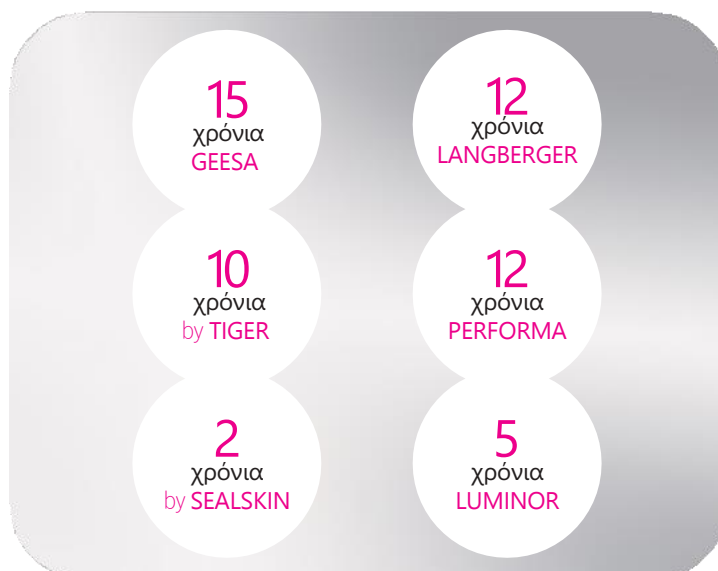 15
χρόνια
GEESA
12
χρόνια
LANGBERGER
10
χρόνια
by TIGER
12
χρόνια
PERFORMA
2
χρόνια
by SEALSKIN
5
χρόνια
LUMINOR